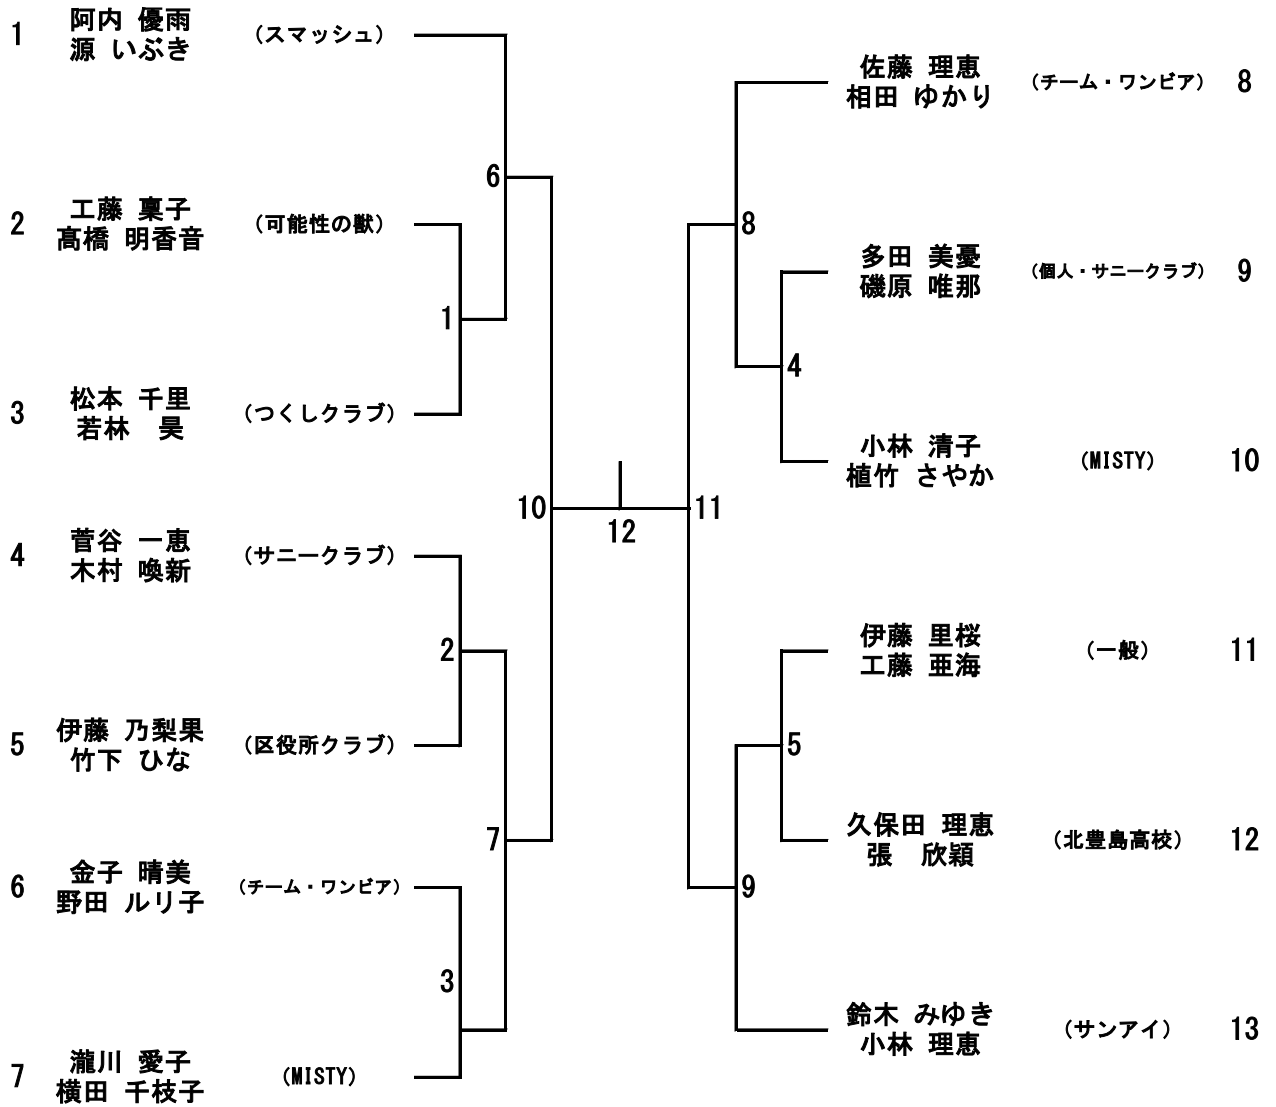 1 阿内 優雨 (スマッシュ)
源 いぶき
2 工藤 稟子 (可能性の獣)
髙橋 明香音
3 松本 千里 (つくしクラブ)
若林 昊
4 菅谷 一恵 (サニークラブ)
木村 喚新
5 伊藤 乃梨果 (区役所クラブ)
竹下 ひな
6 金子 晴美 (チーム・ワンビア)
野田 ルリ子
7 瀧川 愛子 (MISTY)
横田 千枝子
6
1
2
7
3
10
12
11
8
4
5
9
佐藤 理恵 (チーム・ワンビア) 8
相田 ゆかり
多田 美憂 (個人・サニークラブ) 9
磯原 唯那
小林 清子 (MISTY) 10
植竹 さやか
伊藤 里桜 (一般) 11
工藤 亜海
久保田 理恵 (北豊島高校) 12
張 欣穎
鈴木 みゆき (サンアイ) 13
小林 理恵